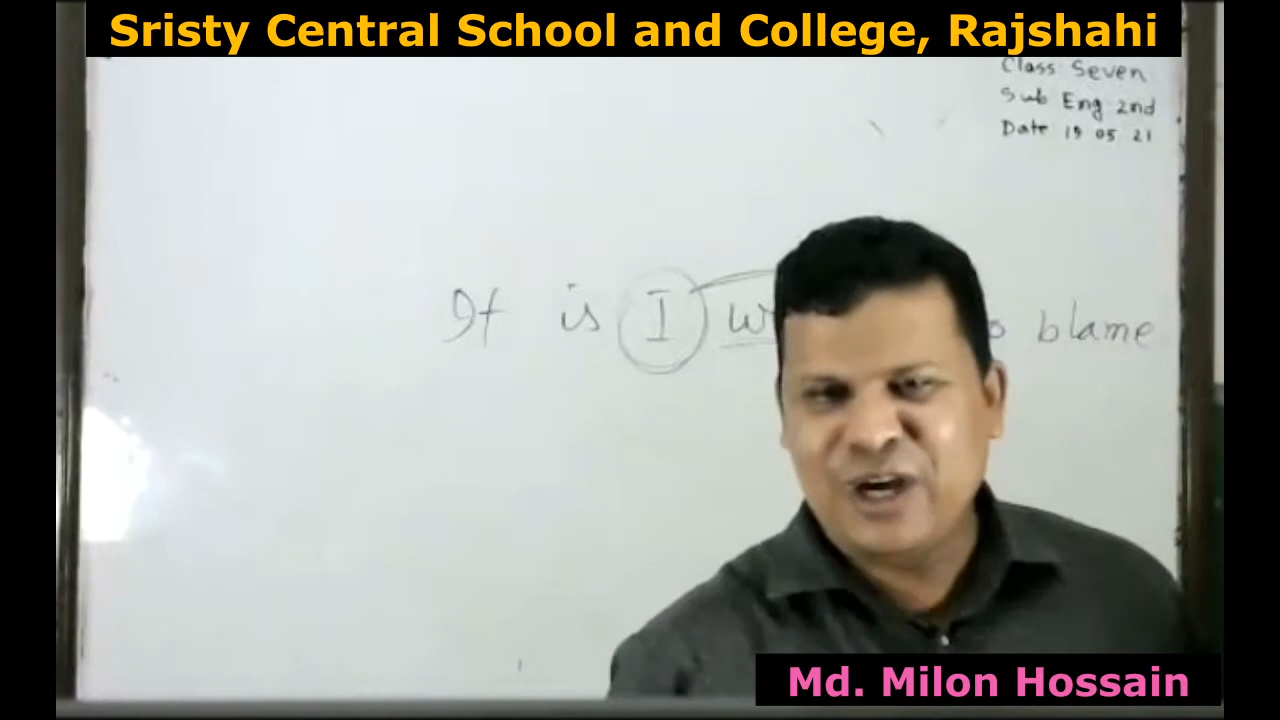 Sristy Central School and College, Rajshahi
Class Seven
Sub Eng 2nd
Date 19 05 21
It is I blame
Md. Milon Hossain